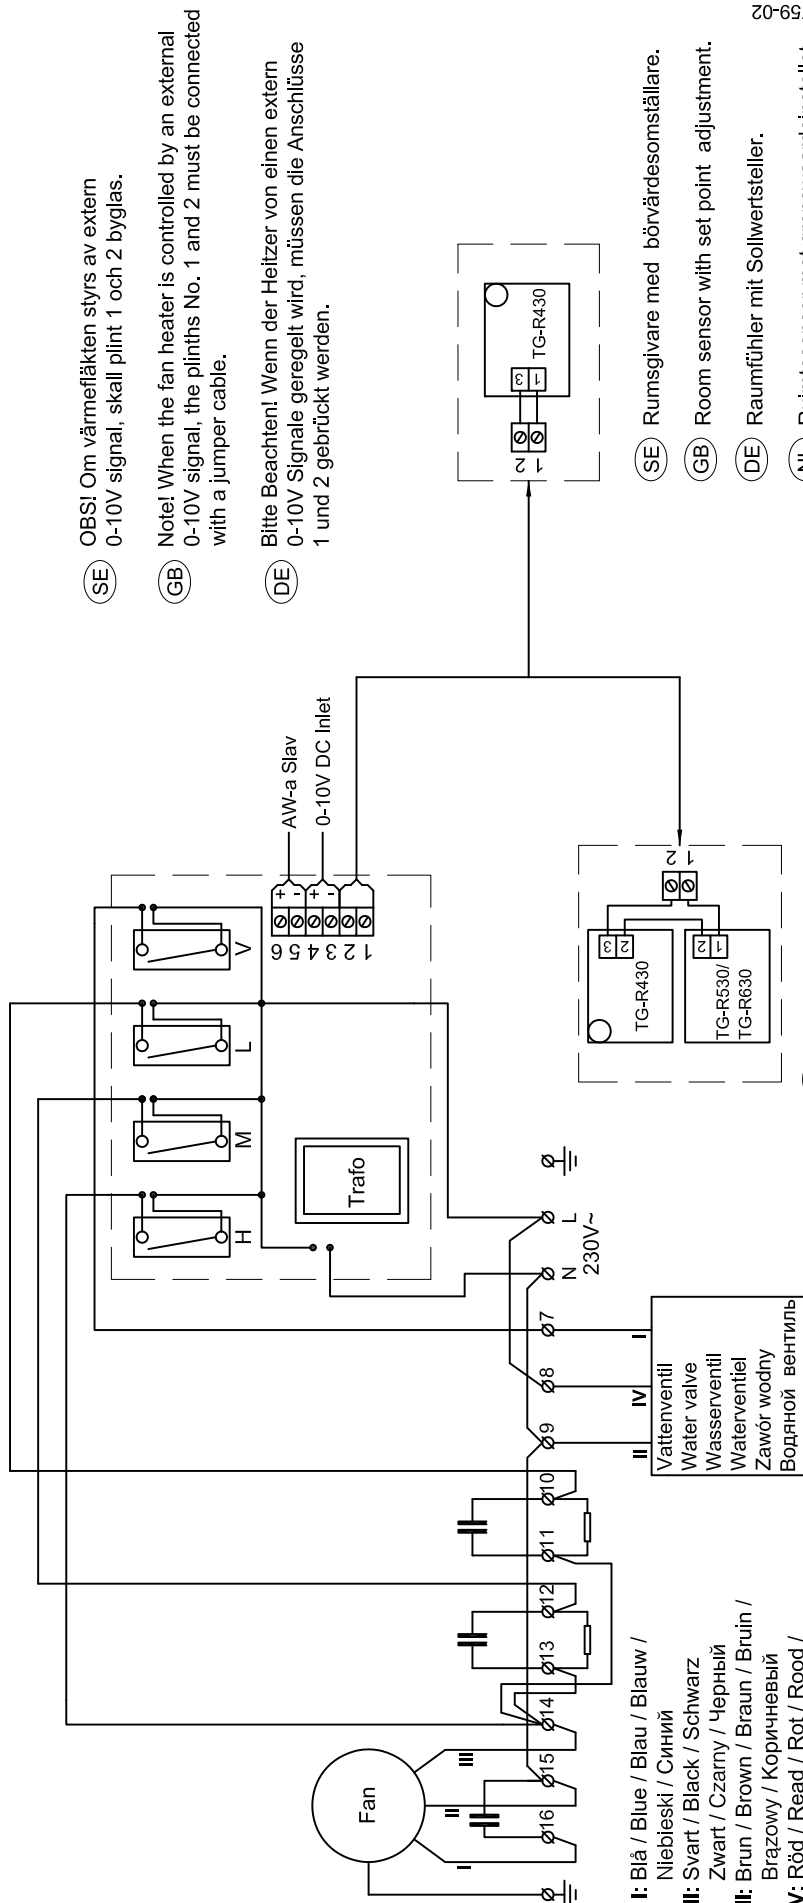 SE
OBS! Om värmefläkten styrs av extern
0-10V signal, skall plint 1 och 2 byglas.
GB
Note! When the fan heater is controlled by an external
0-10V signal, the plinths No. 1 and 2 must be connected
with a jumper cable.
DE
Bitte Beachten! Wenn der Heitzer von einen extern
0-10V Signale geregelt wird, müssen die Anschlüsse
1 und 2 gebrückt werden.
H
M
L
V
Trafo
6
5
4
3
2
1
+
-
+
-
AW-a Slav
0-10V DC Inlet
2 1
3
1
TG-R430
SE
Rumsgivare med börvärdesomställare.
GB
Room sensor with set point adjustment.
DE
Raumfühler mit Sollwertsteller.
59-02
TG-R430
3
2
TG-R530/
TG-R630
2
1
1 2
Fan
I
II
III
16
15
14
13
12
11
10
9
8
7
N
L
230V~
II
IV
I
Vattenventil
Water valve
Wasserventil
Waterventiel
Zawór wodny
Водяной вентиль
I: Blå / Blue / Blau / Blauw /
Niebieski / Синий
II: Svart / Black / Schwarz
Zwart / Czarny / Черный
III: Brun / Brown / Braun / Bruin /
Brązowy / Коричневый
IV: Röd / Read / Rot / Rood /